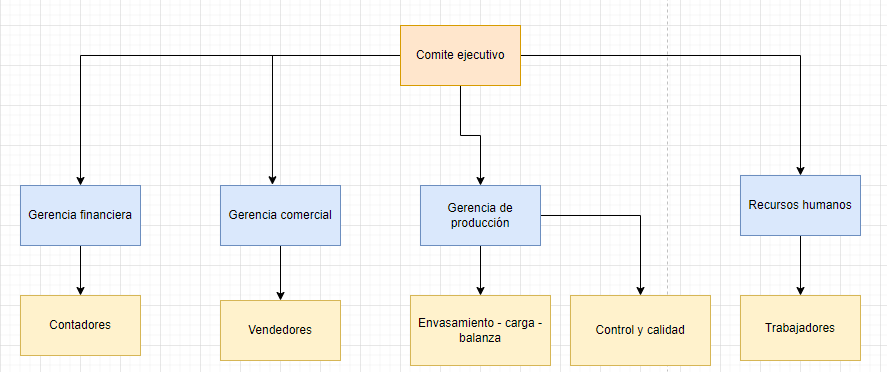 Comite ejecutivo
Gerencia financiera
Gerencia comercial
Gerencia de
producción
Recursos humanos
Contadores
Vendedores
Envasamiento - carga -
balanza
Control y calidad
Trabajadores